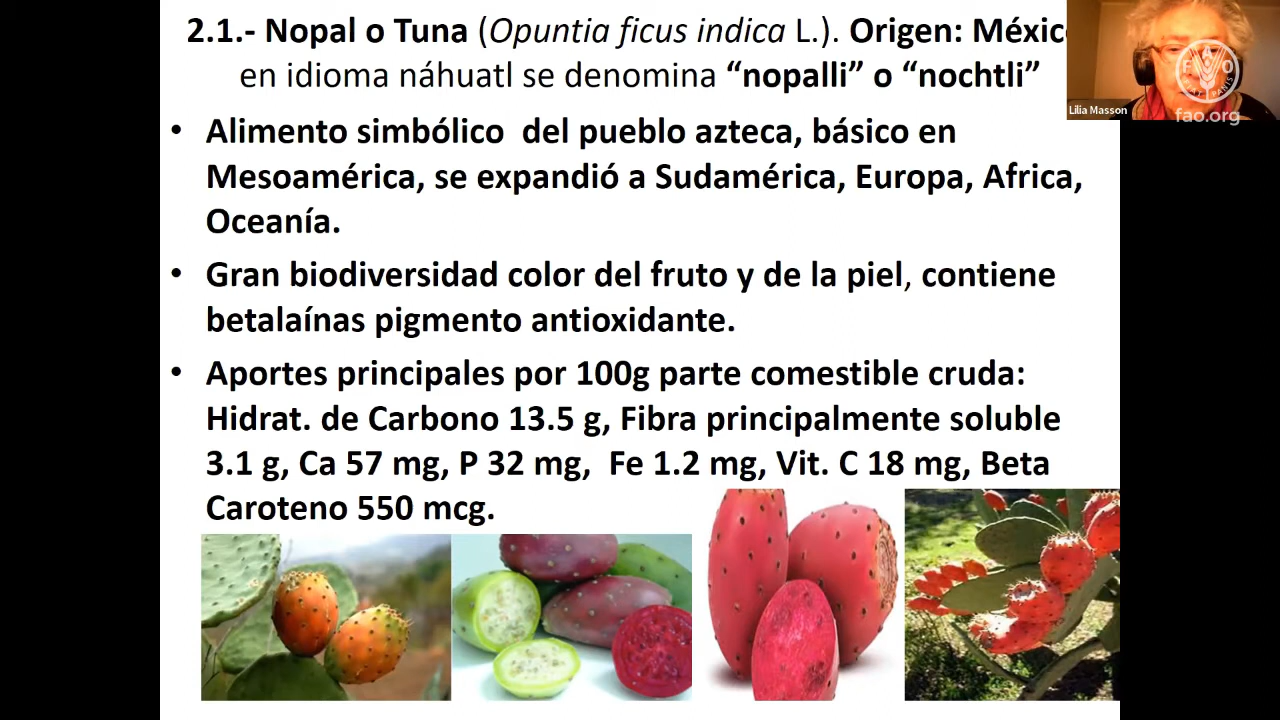 2.1.- Nopal o Tuna (Opuntia ficus indica L.). Origen: Méxic
en idioma náhuatl se denomina “nopalli” o “nochtli”
Lilia Masson
F A O
PANIS
fao.org
• Alimento simbólico del pueblo azteca, básico en
Mesoamérica, se expandió a Sudamérica, Europa, Africa,
Oceanía.
• Gran biodiversidad color del fruto y de la piel, contiene
betalaínas pigmento antioxidante.
• Aportes principales por 100g parte comestible cruda:
Hidrat. de Carbono 13.5 g, Fibra principalmente soluble
3.1 g, Ca 57 mg, P 32 mg, Fe 1.2 mg, Vit. C 18 mg, Beta
Caroteno 550 mcg.